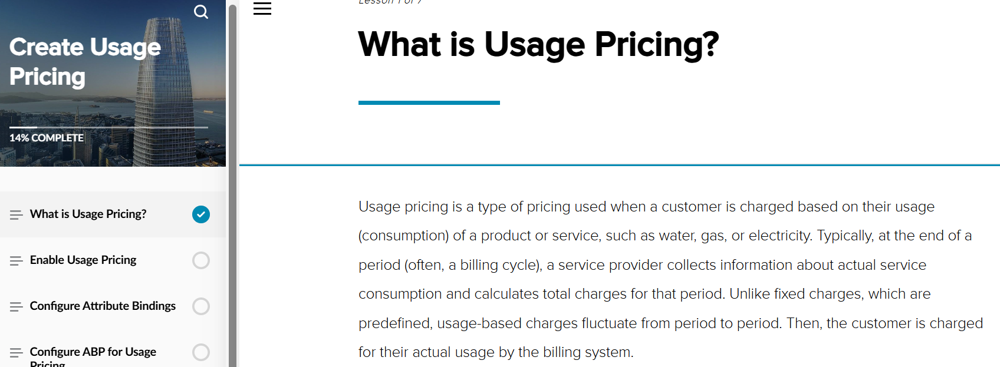 Create Usage
Pricing
14% COMPLETE
What is Usage Pricing?
Enable Usage Pricing
Configure Attribute Bindings
Configure ABP for Usage
Pricing
Lesson 1 of 7
What is Usage Pricing?
Usage pricing is a type of pricing used when a customer is charged based on their usage
(consumption) of a product or service, such as water, gas, or electricity. Typically, at the end of a
period (often, a billing cycle), a service provider collects information about actual service
consumption and calculates total charges for that period. Unlike fixed charges, which are
predefined, usage-based charges fluctuate from period to period. Then, the customer is charged
for their actual usage by the billing system.